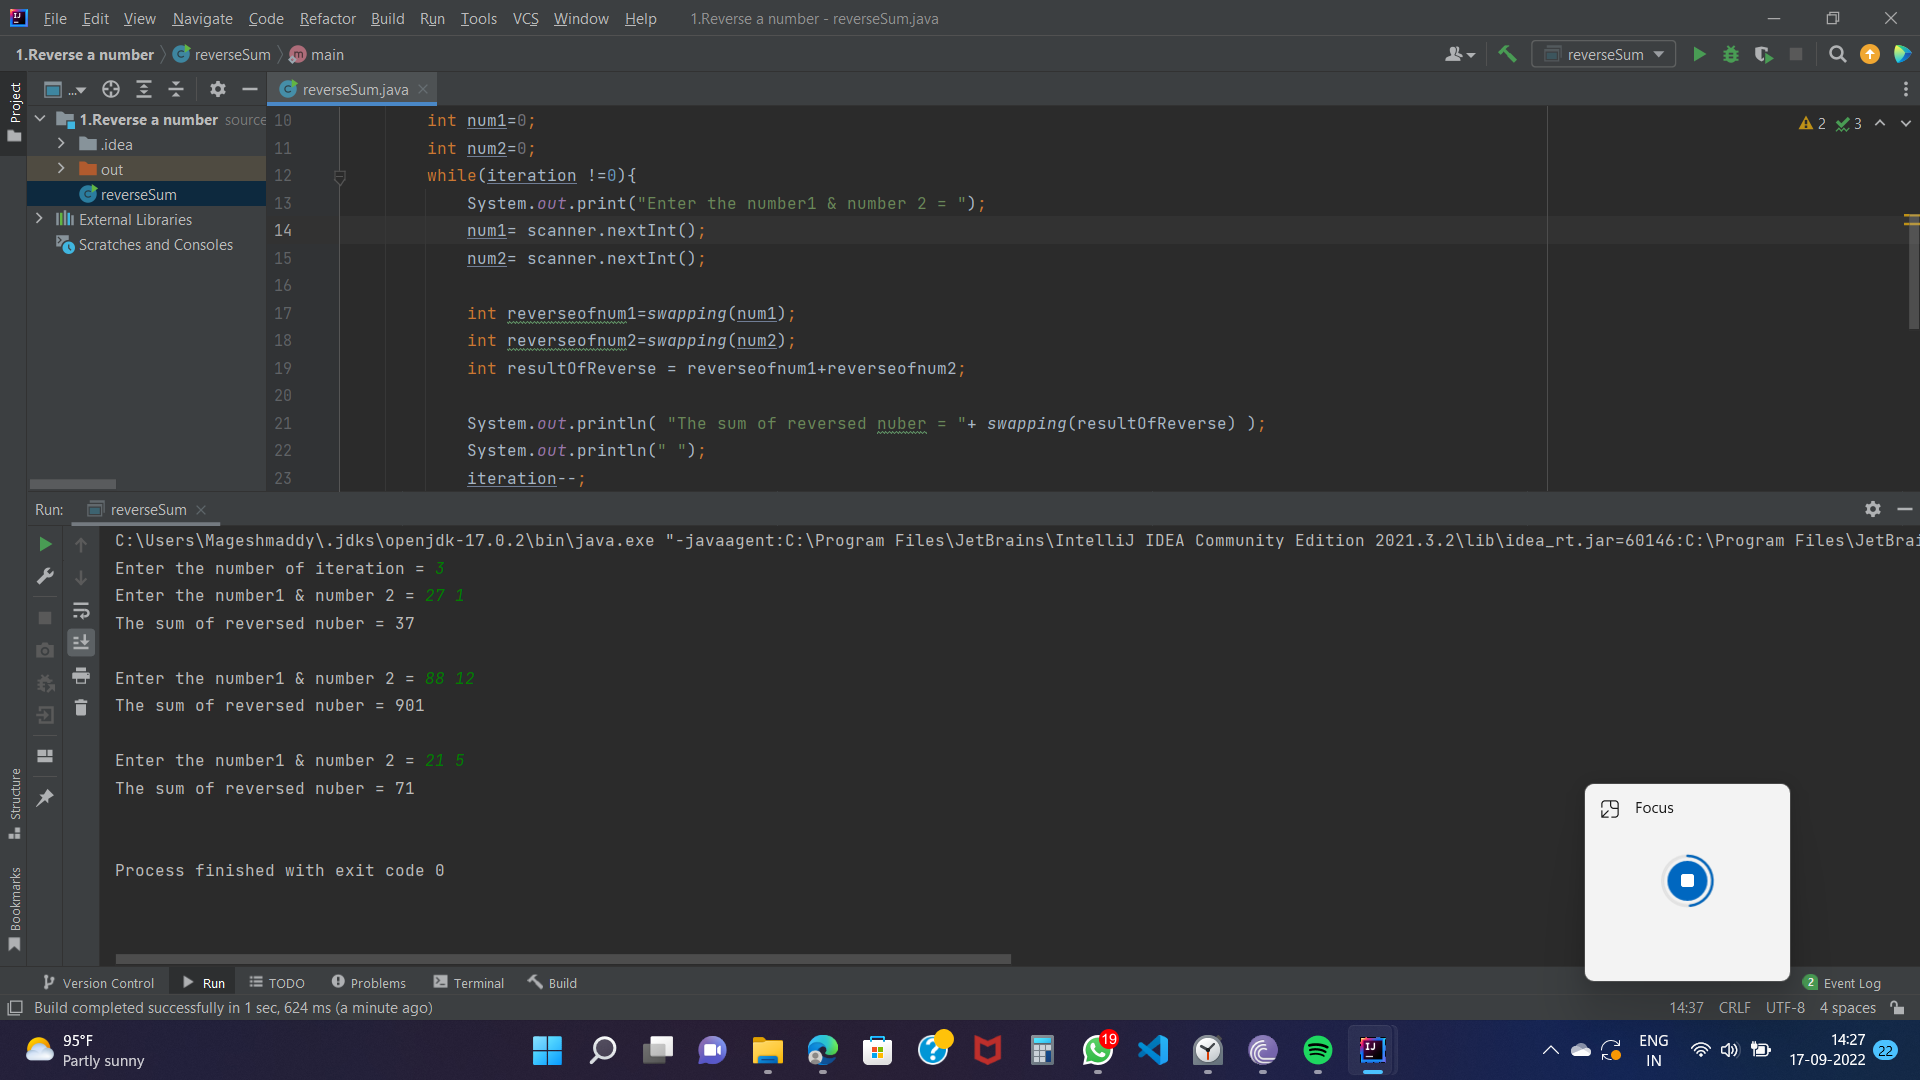 File Edit View Navigate Code Refactor Build Run Tools VCS Window Help 1.Reverse a number - reverseSum.java
1.Reverse a number reverseSum main
reverseSum
Project
...
reverseSum.java
1.Reverse a number source
.idea
out
reverseSum
External Libraries
Scratches and Consoles
2 3
10 int num1=0;
11 int num2=0;
12 while(iteration !=0){
13 System.out.print("Enter the number1 & number 2 = ");
14 num1= scanner.nextInt();
15 num2= scanner.nextInt();
16
17 int reverseofnum1=swapping(num1);
18 int reverseofnum2=swapping(num2);
19 int resultOfReverse = reverseofnum1+reverseofnum2;
20
21 System.out.println( "The sum of reversed nuber = "+ swapping(resultOfReverse) );
22 System.out.println(" ");
23 iteration--;
Run: reverseSum
C:\Users\Mageshmaddy\.jdks\openjdk-17.0.2\bin\java.exe "-javaagent:C:\Program Files\JetBrains\IntelliJ IDEA Community Edition 2021.3.2\lib\idea_rt.jar=60146:C:\Program Files\JetBrai
Enter the number of iteration = 3
Enter the number1 & number 2 = 27 1
The sum of reversed nuber = 37
Enter the number1 & number 2 = 88 12
The sum of reversed nuber = 901
Enter the number1 & number 2 = 21 5
The sum of reversed nuber = 71
Process finished with exit code 0
Structure
Bookmarks
Focus
Version Control Run TODO Problems Terminal Build
2 Event Log
Build completed successfully in 1 sec, 624 ms (a minute ago)
14:37 CRLF UTF-8 4 spaces
95°F
Partly sunny
19
ENG
IN
14:27
17-09-2022
22